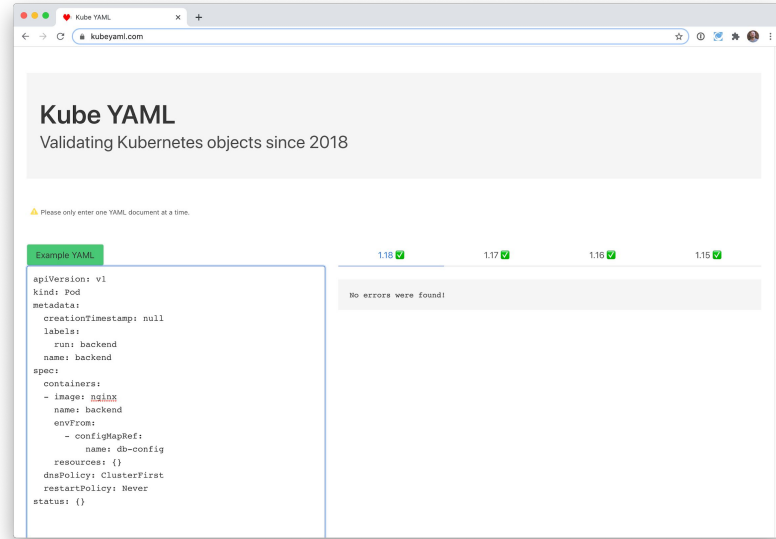 Kube YAML
kubeyaml.com
Kube YAML
Validating Kubernetes objects since 2018
Please only enter one YAML document at a time.
Example YAML
1.18
1.17
1.16
1.15
apiVersion: v1
kind: Pod
metadata:
  creationTimestamp: null
  labels:
    run: backend
  name: backend
spec:
  containers:
  - image: nginx
    name: backend
    envFrom:
      - configMapRef:
          name: db-config
    resources: {}
  dnsPolicy: ClusterFirst
  restartPolicy: Never
status: {}
No errors were found!